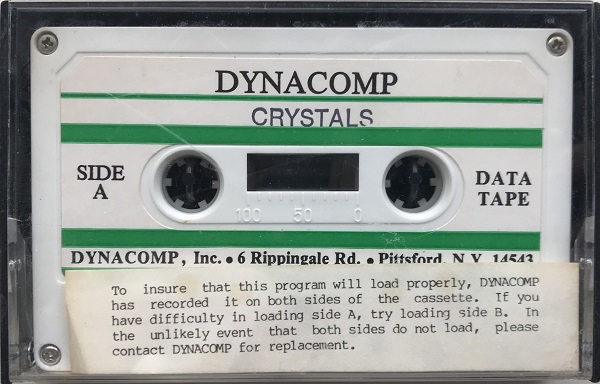 DYNACOMP
CRYSTALS
SIDE
A
DATA
TAPE
100 50 0
DYNACOMP, Inc. • 6 Rippingale Rd. • Pittsford, N.Y. 14543
To insure that this program will load properly, DYNACOMP
has recorded it on both sides of the cassette. If you
have difficulty in loading side A, try loading side B. In
the unlikely event that both sides do not load, please
contact DYNACOMP for replacement.